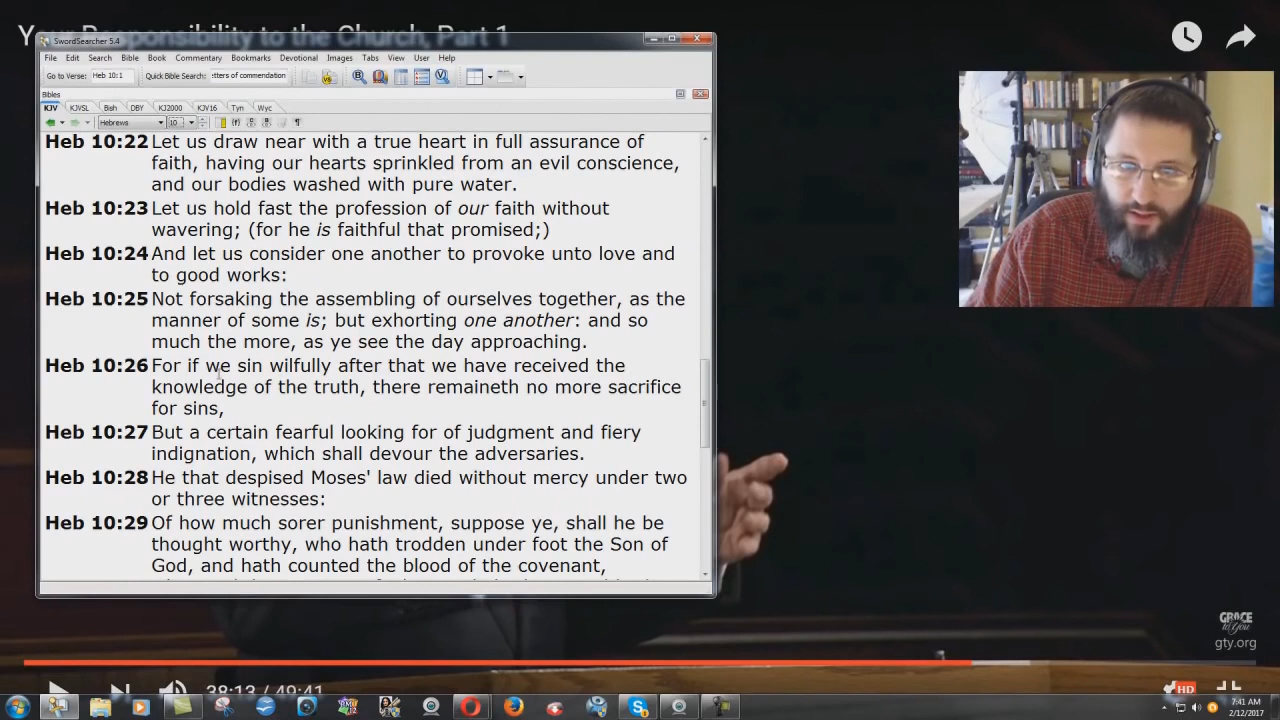 Your Responsibility to the Church, Part 1
SwordSearcher 5.4
File Edit Search Bible Book Commentary Bookmarks Devotional Images Tabs View User Help
Go to Verse: Heb 10:1 Quick Bible Search: tters of commendation
Bibles
KJV KJVSL Bish DBY KJ2000 KJV16 Tyn Wyc
Hebrews 10
Heb 10:22 Let us draw near with a true heart in full assurance of
faith, having our hearts sprinkled from an evil conscience,
and our bodies washed with pure water.
Heb 10:23 Let us hold fast the profession of our faith without
wavering; (for he is faithful that promised;)
Heb 10:24 And let us consider one another to provoke unto love and
to good works:
Heb 10:25 Not forsaking the assembling of ourselves together, as the
manner of some is; but exhorting one another: and so
much the more, as ye see the day approaching.
Heb 10:26 For if we sin wilfully after that we have received the
knowledge of the truth, there remaineth no more sacrifice
for sins,
Heb 10:27 But a certain fearful looking for of judgment and fiery
indignation, which shall devour the adversaries.
Heb 10:28 He that despised Moses' law died without mercy under two
or three witnesses:
Heb 10:29 Of how much sorer punishment, suppose ye, shall he be
thought worthy, who hath trodden under foot the Son of
God, and hath counted the blood of the covenant,
GRACE
to You
gty.org
38:13 / 49:41
HD
7:41 AM
2/12/2017